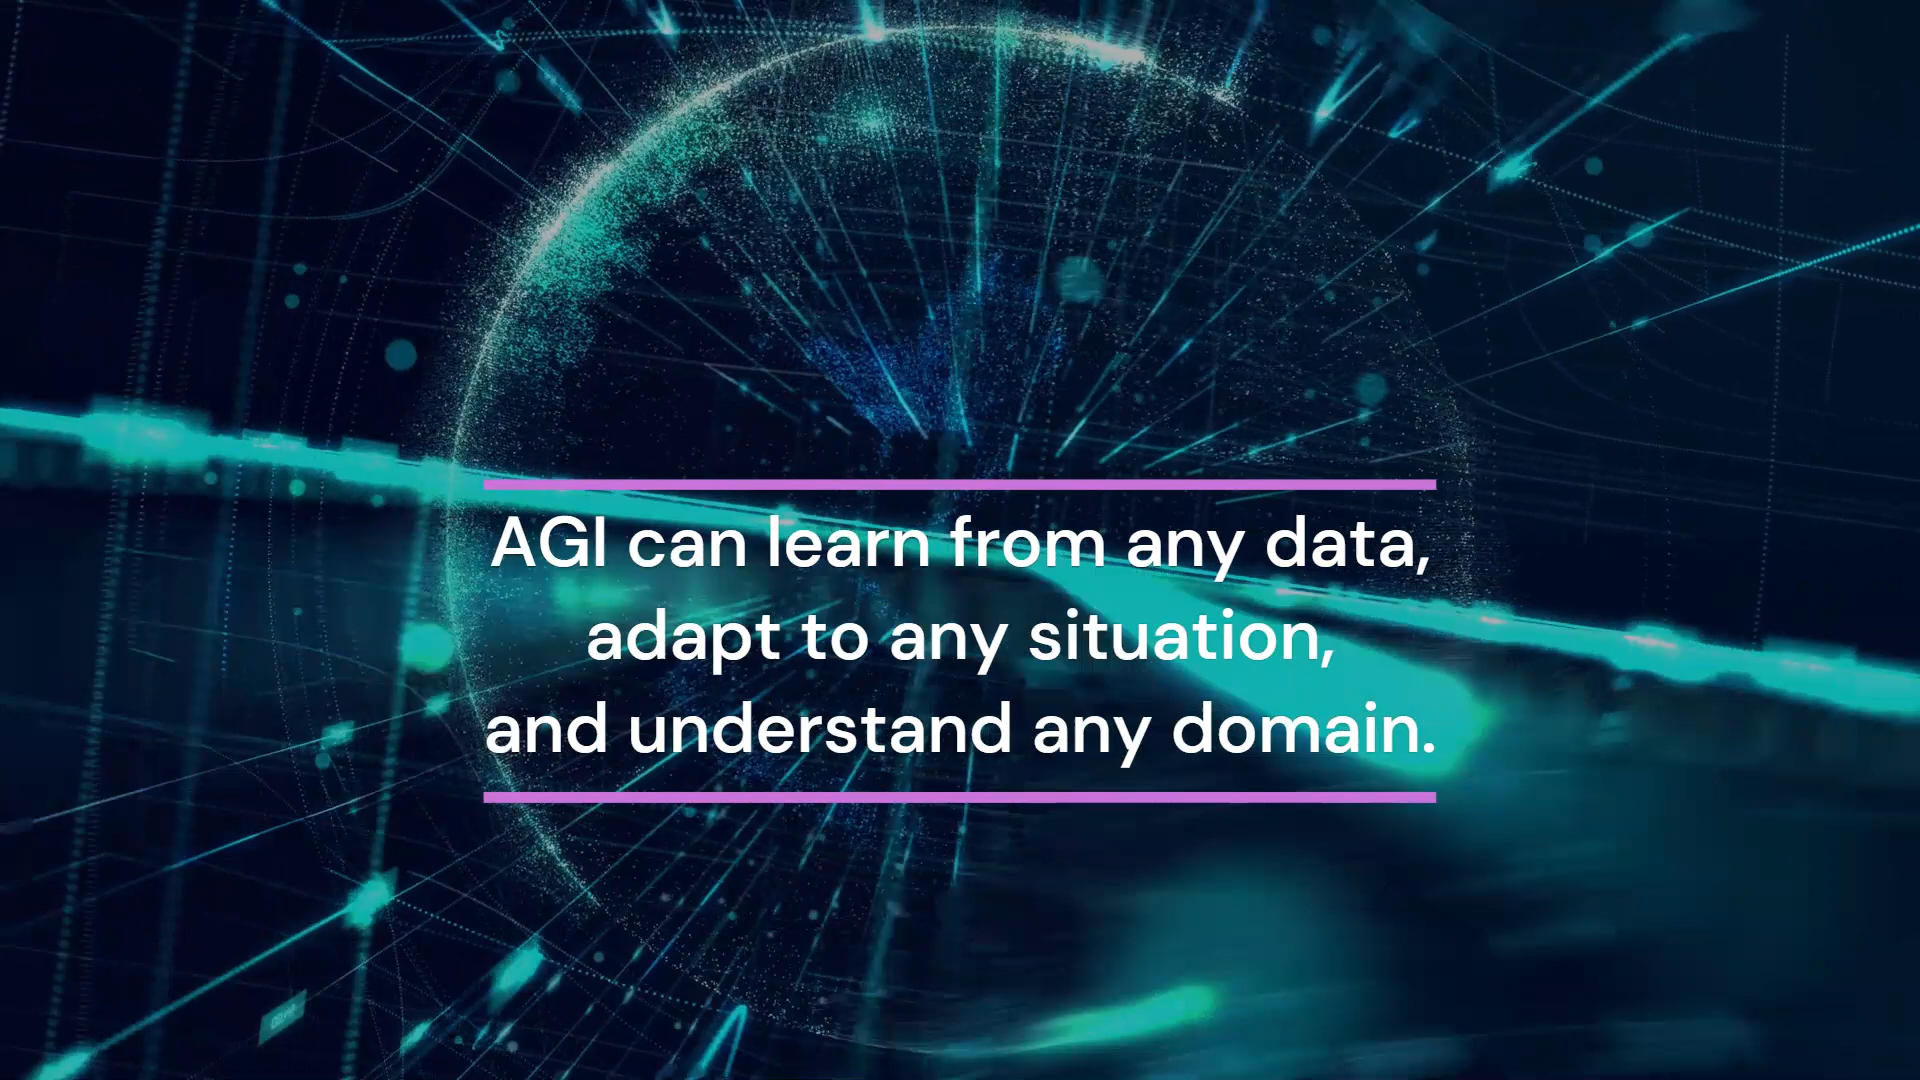 AGI can learn from any data,
adapt to any situation,
and understand any domain.